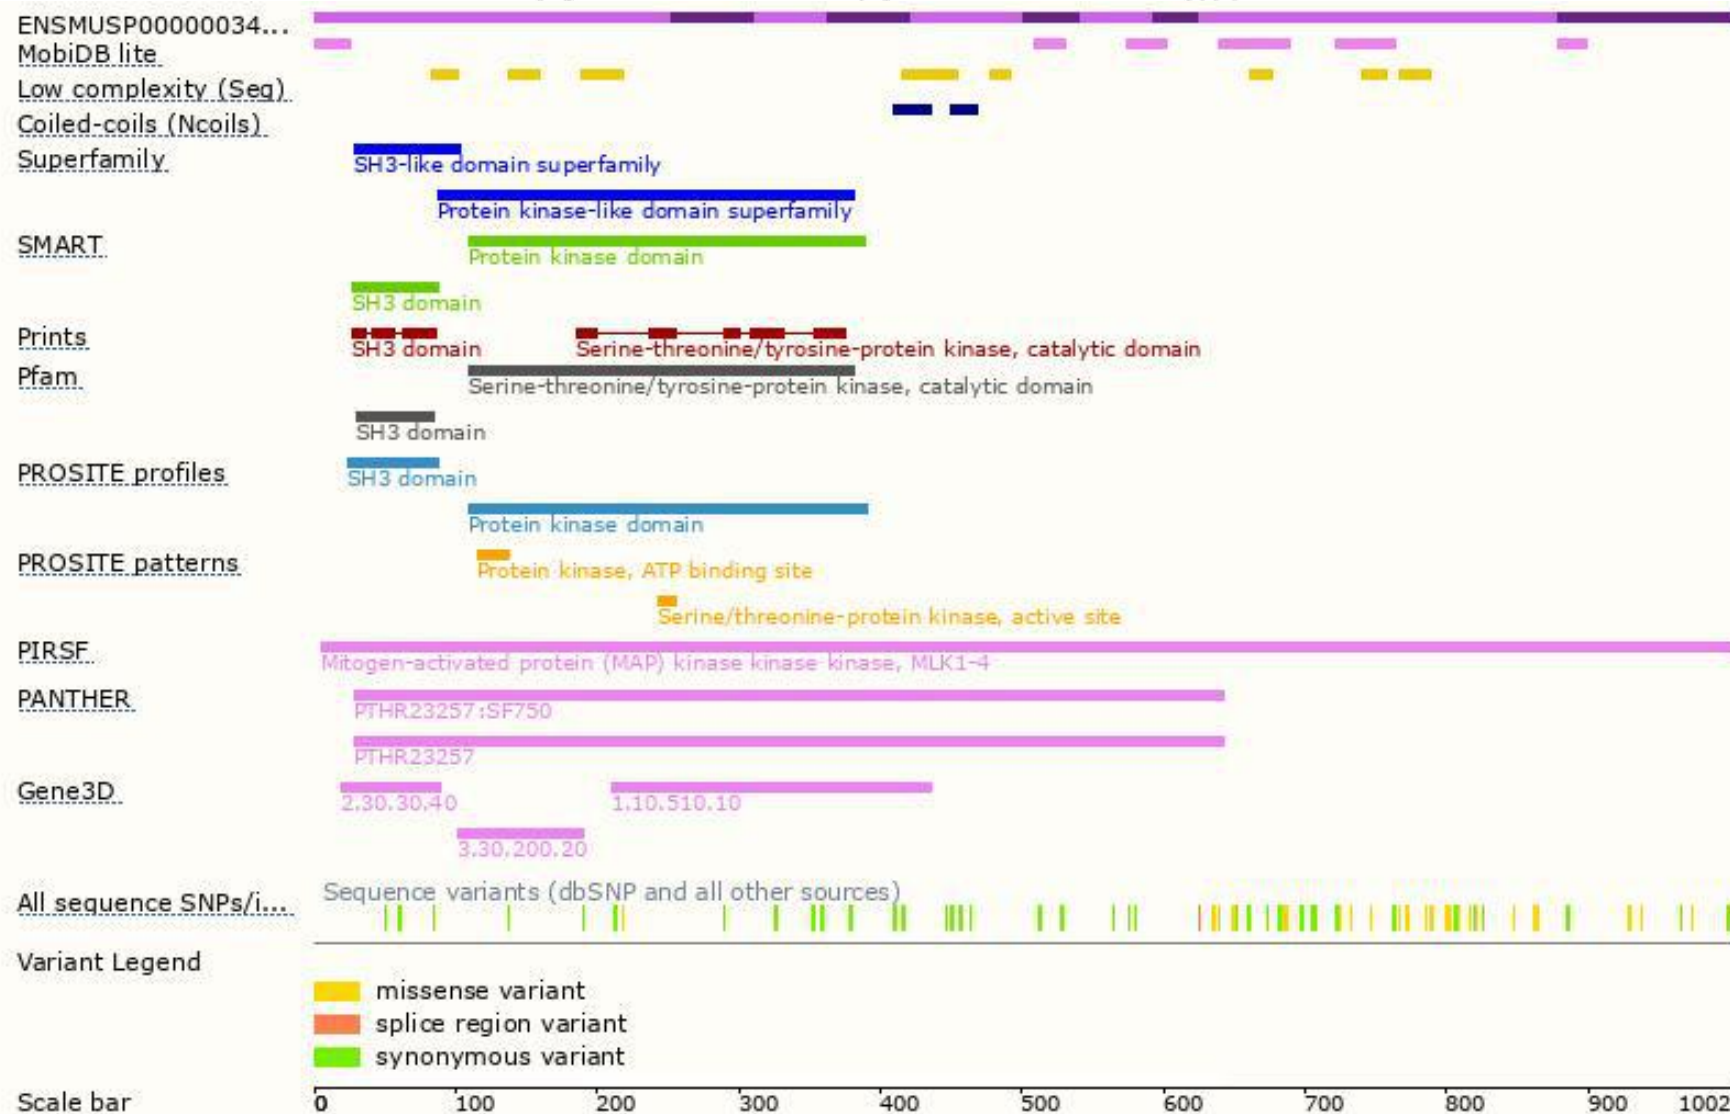 ENSMUSP00000034...
MobiDB lite
Low complexity (Seg)
Coiled-coils (Ncoils)
Superfamily
SH3-like domain superfamily
Protein kinase-like domain superfamily
SMART
Protein kinase domain
SH3 domain
Prints
SH3 domain Serine-threonine/tyrosine-protein kinase, catalytic domain
Pfam
Serine-threonine/tyrosine-protein kinase, catalytic domain
SH3 domain
PROSITE profiles
SH3 domain
Protein kinase domain
PROSITE patterns
Protein kinase, ATP binding site
Serine/threonine-protein kinase, active site
PIRSF
Mitogen-activated protein (MAP) kinase kinase kinase, MLK1-4
PANTHER
PTHR23257:SF750
PTHR23257
Gene3D
2.30.30.40 1.10.510.10
3.30.200.20
All sequence SNPs/i... Sequence variants (dbSNP and all other sources)
Variant Legend
missense variant
splice region variant
synonymous variant
Scale bar 0 100 200 300 400 500 600 700 800 900 1002